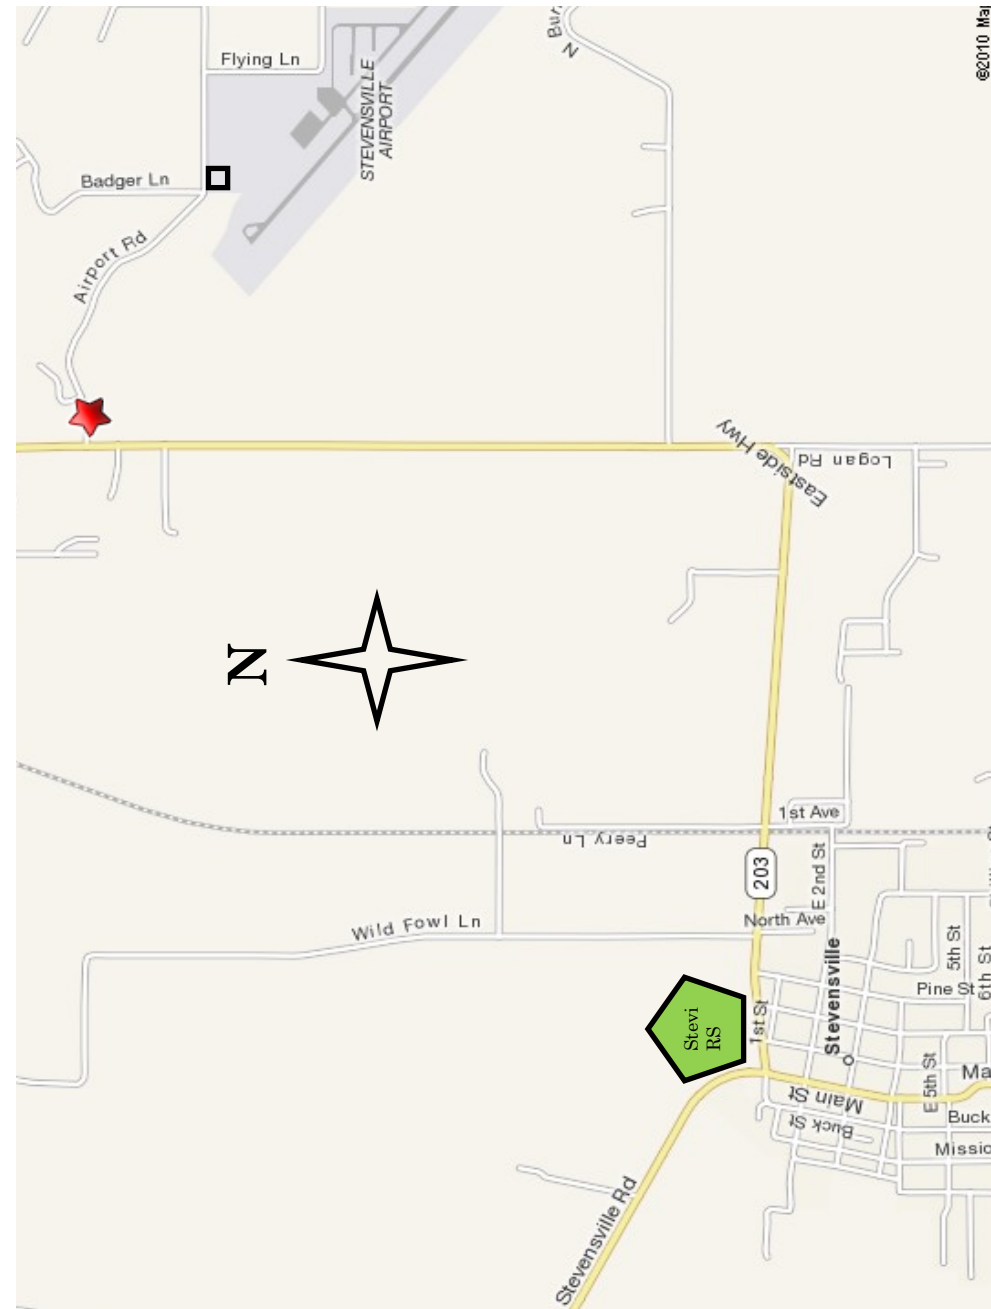 ©2010 Map
N Bur
Flying Ln
STEVENSVILLE
AIRPORT
Badger Ln
Airport Rd
Eastside Hwy
Logan Rd
N
1st Ave
Peery Ln
E 2nd St
203
North Ave
Wild Fowl Ln
5th St
6th St
Pine St
Stevensville
Stevi
RS
1st St
E 5th St
Ma
Main St
Buck St
Buck
Missio
Stevensville Rd